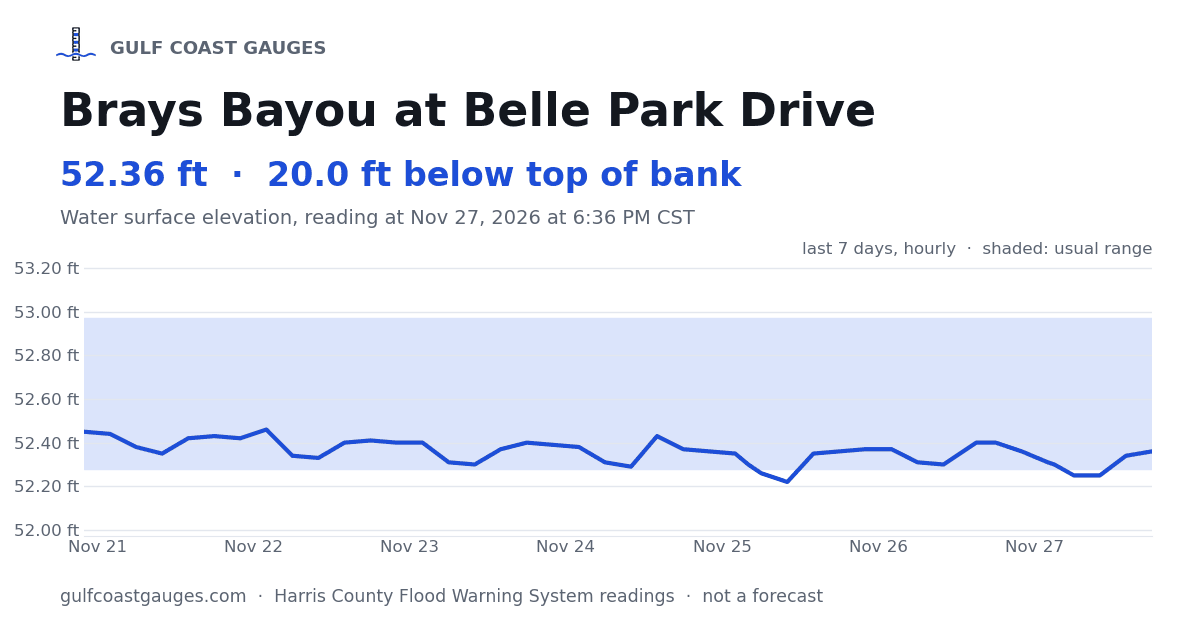 GULF COAST GAUGES
Brays Bayou at Belle Park Drive
52.36 ft · 20.0 ft below top of bank
Water surface elevation, reading at Nov 27, 2026 at 6:36 PM CST
last 7 days, hourly · shaded: usual range
53.20 ft
53.00 ft
52.80 ft
52.60 ft
52.40 ft
52.20 ft
52.00 ft
Nov 21 Nov 22 Nov 23 Nov 24 Nov 25 Nov 26 Nov 27
gulfcoastgauges.com · Harris County Flood Warning System readings · not a forecast